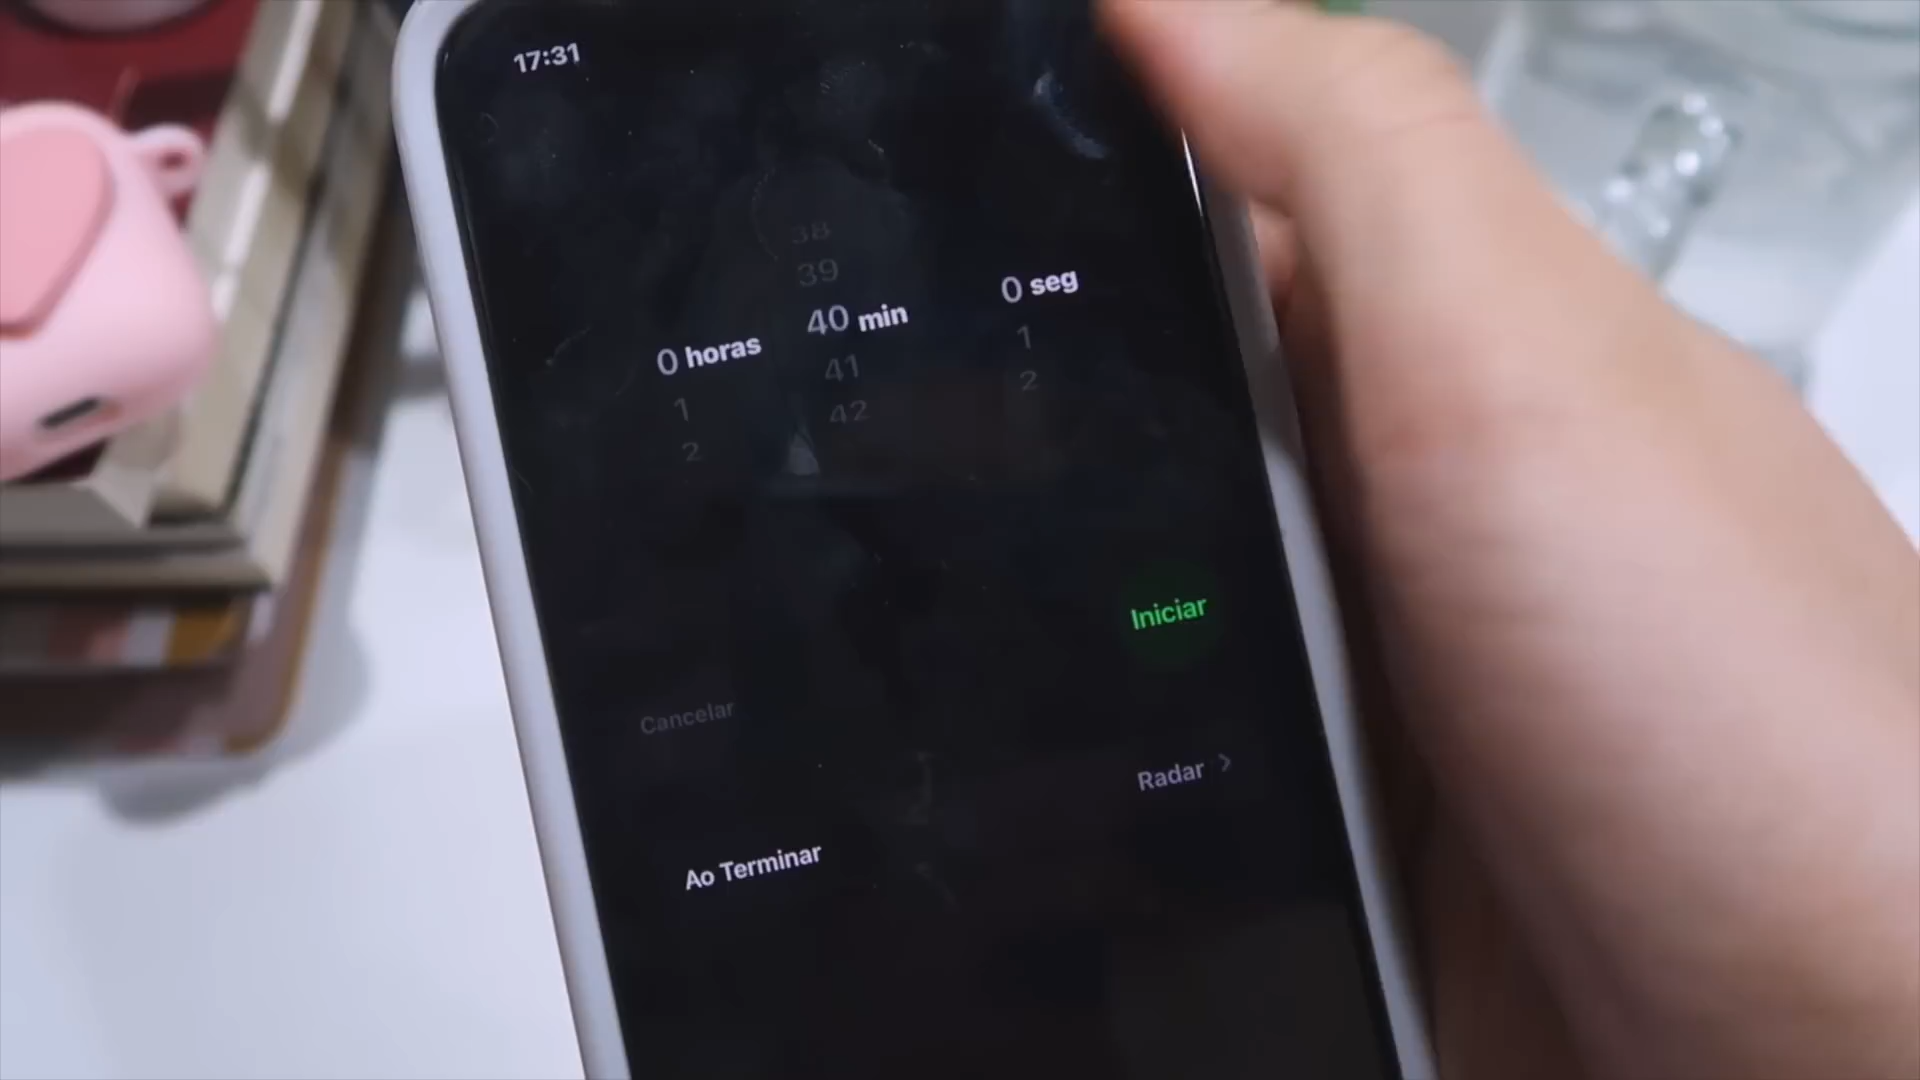 17:31
38
39
0 horas 40 min 0 seg
1 41 1
2 42 2
Iniciar
Cancelar
Radar >
Ao Terminar